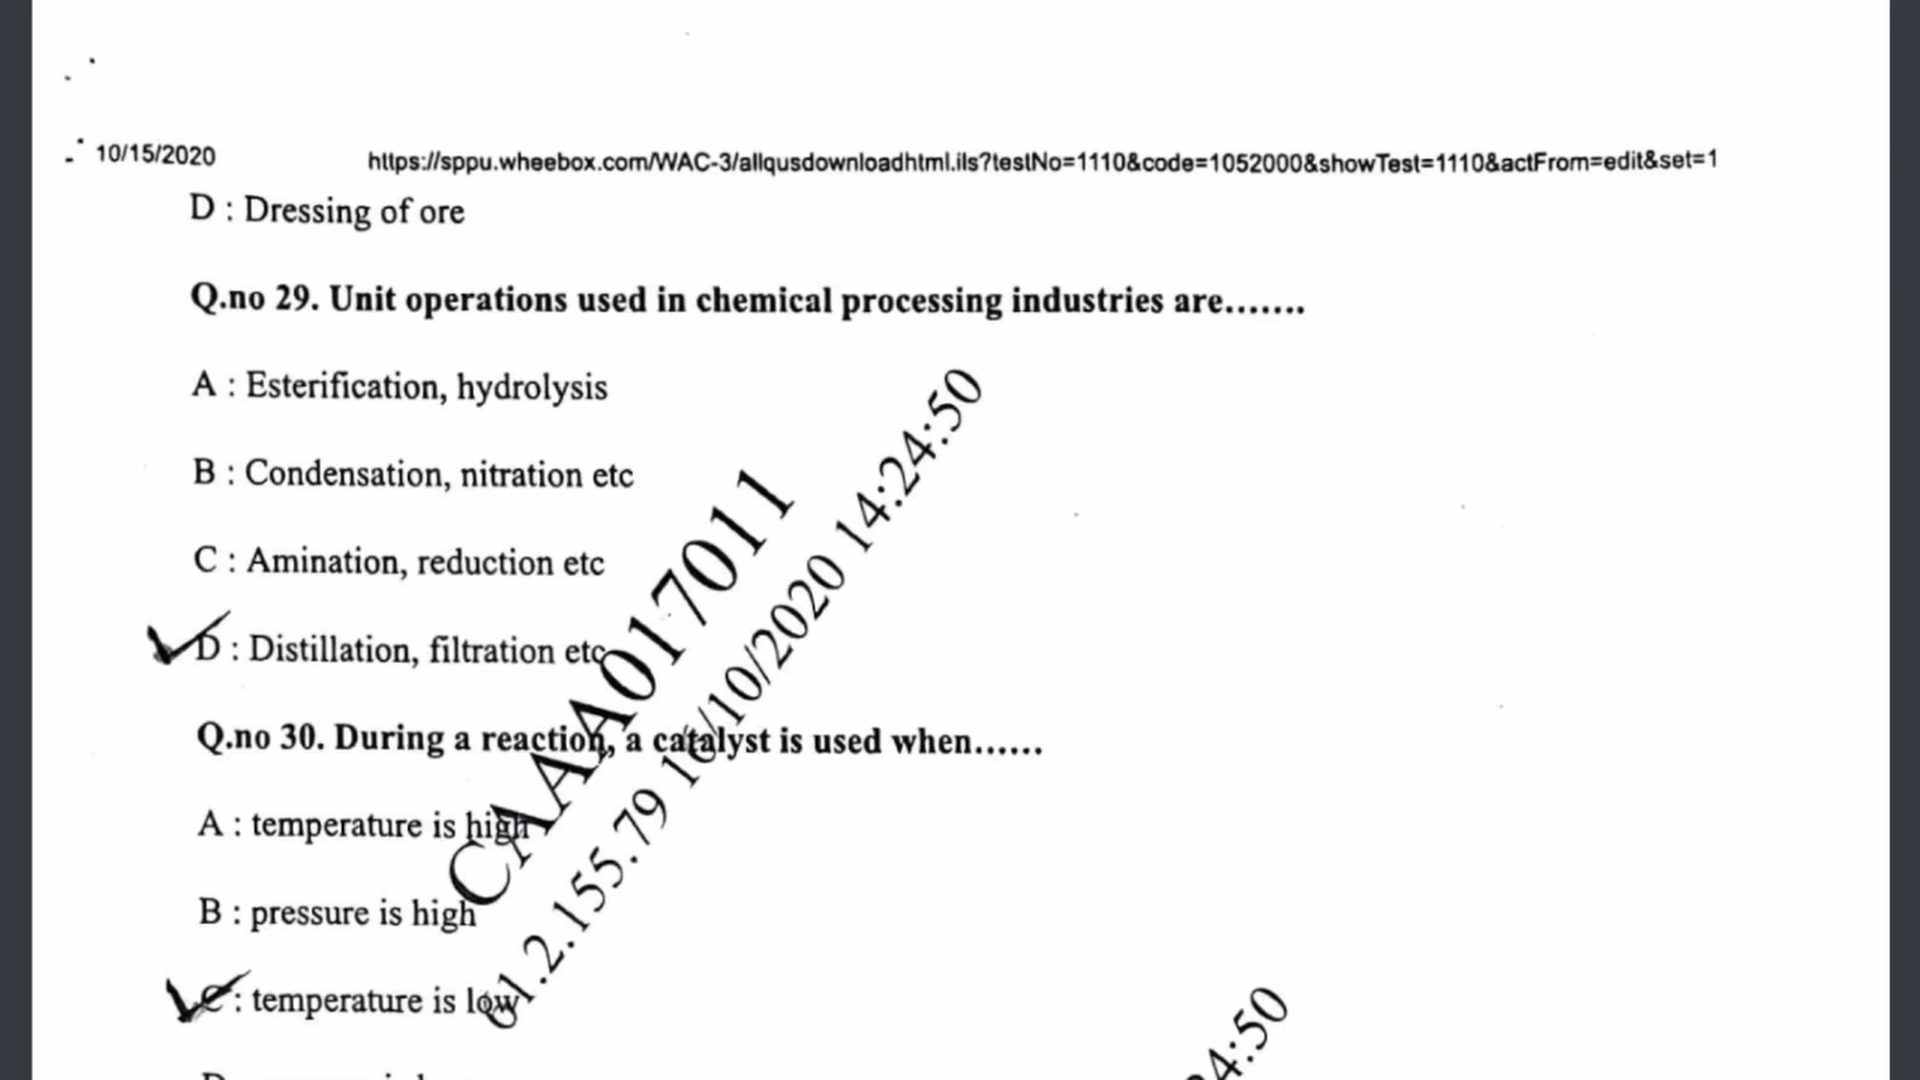 10/15/2020 https://sppu.wheebox.com/WAC-3/allqusdownloadhtml.ils?testNo=1110&code=1052000&showTest=1110&actFrom=edit&set=1
D : Dressing of ore
Q.no 29. Unit operations used in chemical processing industries are.......
A : Esterification, hydrolysis
B : Condensation, nitration etc
C : Amination, reduction etc
D : Distillation, filtration etc
Q.no 30. During a reaction, a catalyst is used when......
A : temperature is high
B : pressure is high
C : temperature is low
CAAA017011
61.2.155.79 16/10/2020 14:24:50
4:50